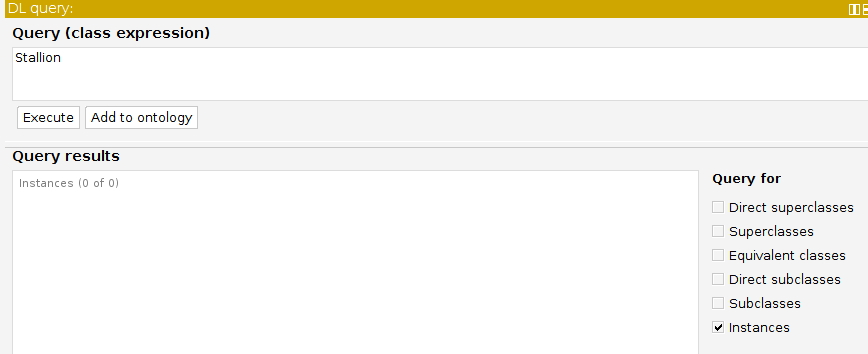 DL query:
Query (class expression)
Stallion
Execute Add to ontology
Query results
Instances (0 of 0)
Query for
Direct superclasses
Superclasses
Equivalent classes
Direct subclasses
Subclasses
Instances